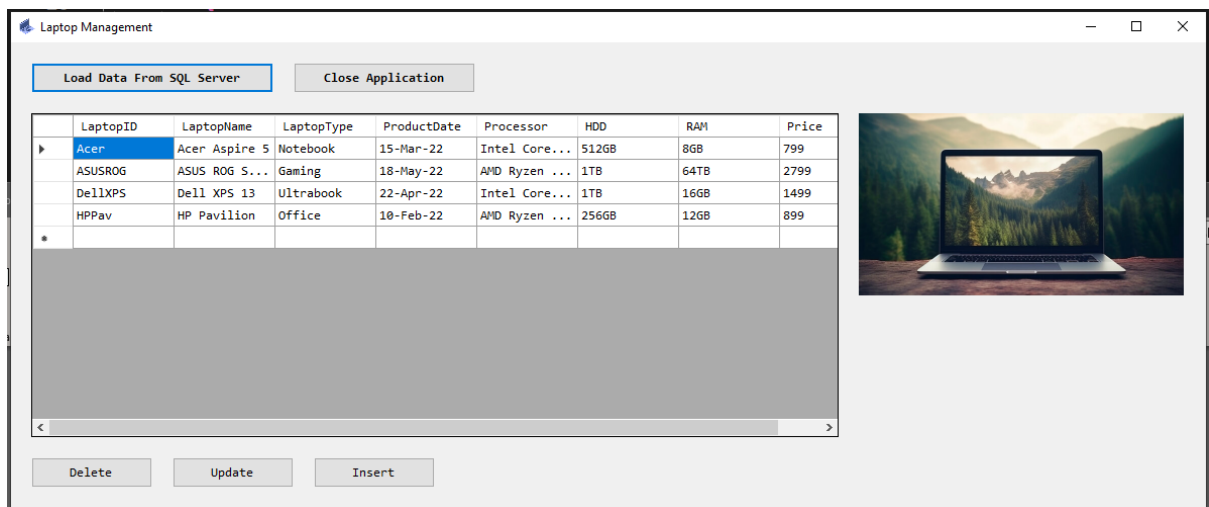 Laptop Management
Load Data From SQL Server Close Application
LaptopID LaptopName LaptopType ProductDate Processor HDD RAM Price
Acer Acer Aspire 5 Notebook 15-Mar-22 Intel Core... 512GB 8GB 799
ASUSROG ASUS ROG S... Gaming 18-May-22 AMD Ryzen ... 1TB 64TB 2799
DellXPS Dell XPS 13 Ultrabook 22-Apr-22 Intel Core... 1TB 16GB 1499
HPPav HP Pavilion Office 10-Feb-22 AMD Ryzen ... 256GB 12GB 899
Delete Update Insert